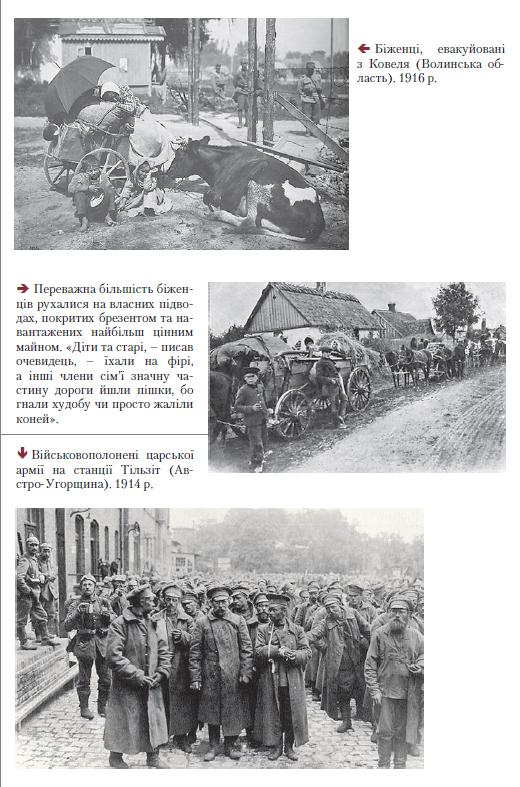 Біженці, евакуйовані
з Ковеля (Волинська об-
ласть). 1916 р.
Переважна більшість біжен-
ців рухалися на власних підво-
дах, покритих брезентом та на-
вантажених найбільш цінним
майном. «Діти та старі, – писав
очевидець, – їхали на фірі,
а інші члени сім’ї значну ча-
стину дороги йшли пішки, бо
гнали худобу чи просто жаліли
коней».
Військовополонені царської
армії на станції Тільзіт (Ав-
стро-Угорщина). 1914 р.